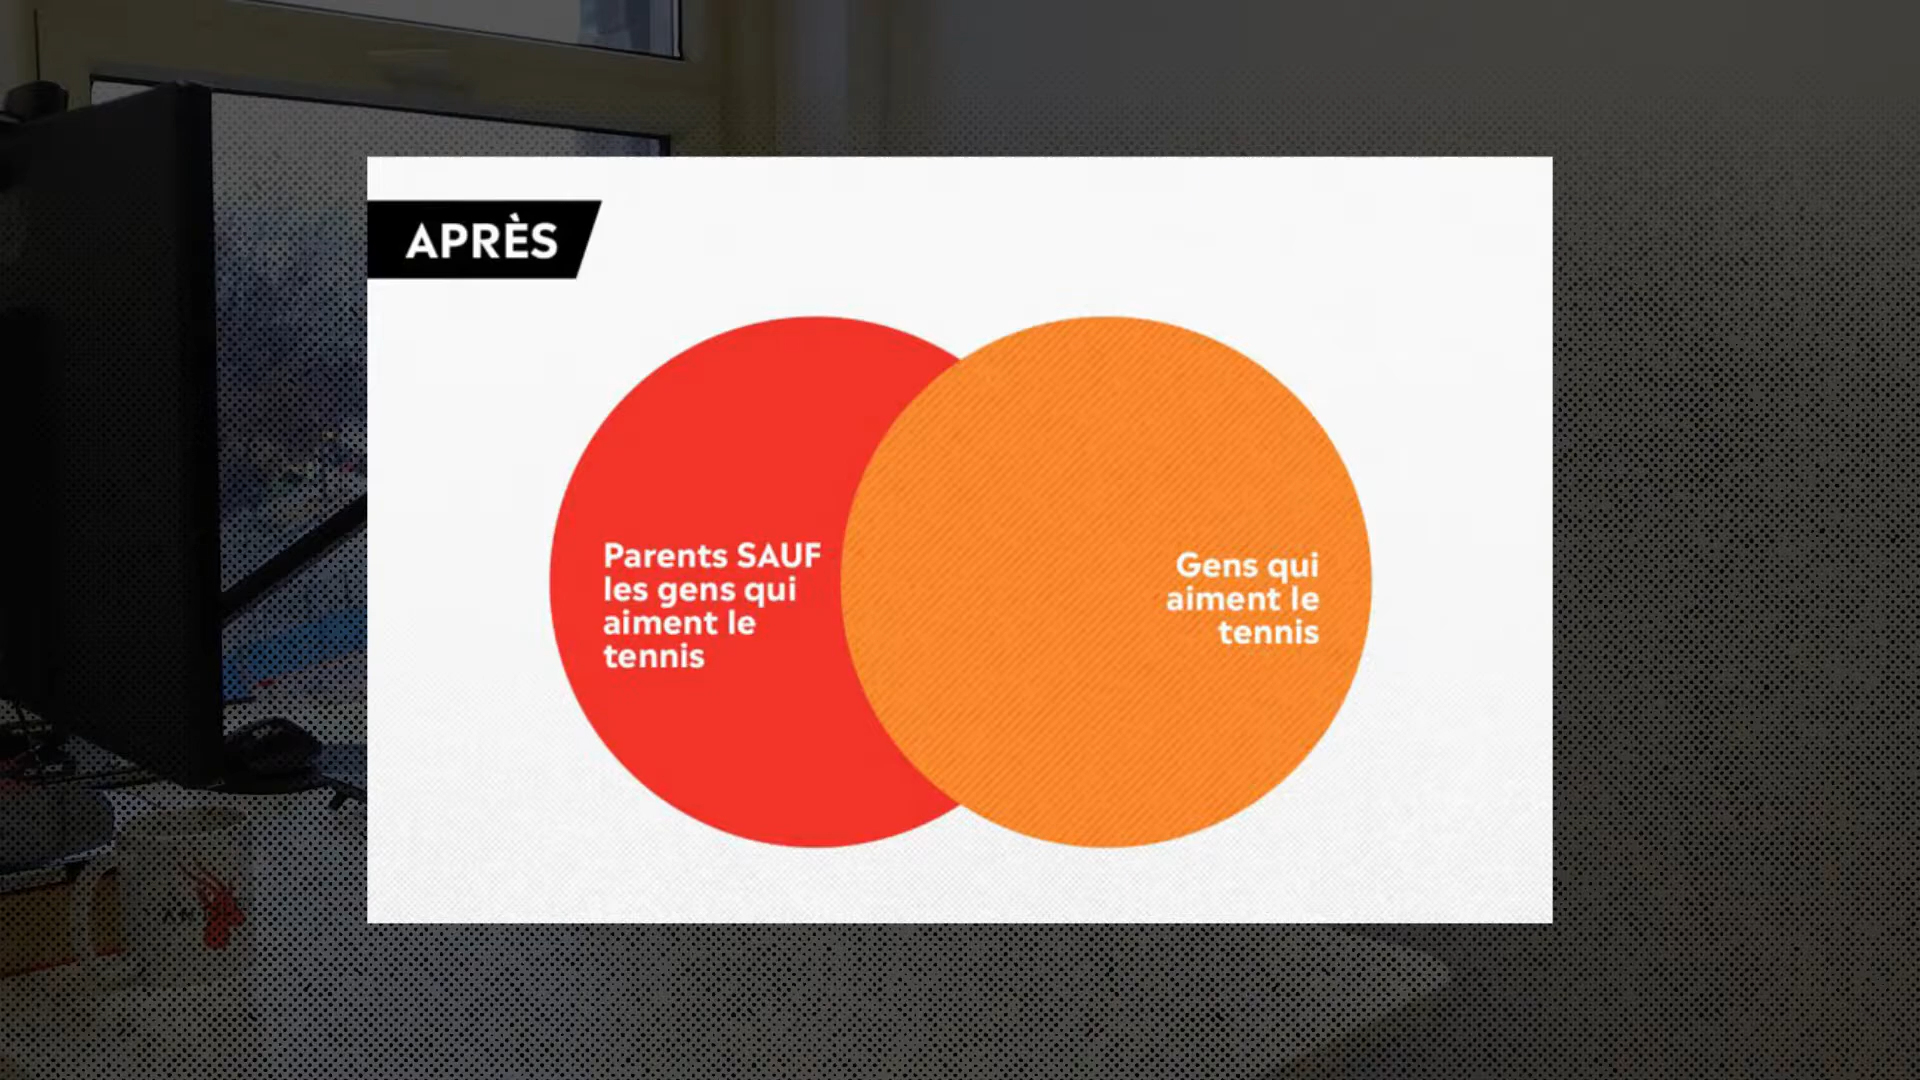 APRÈS
Parents SAUF
les gens qui
aiment le
tennis
Gens qui
aiment le
tennis